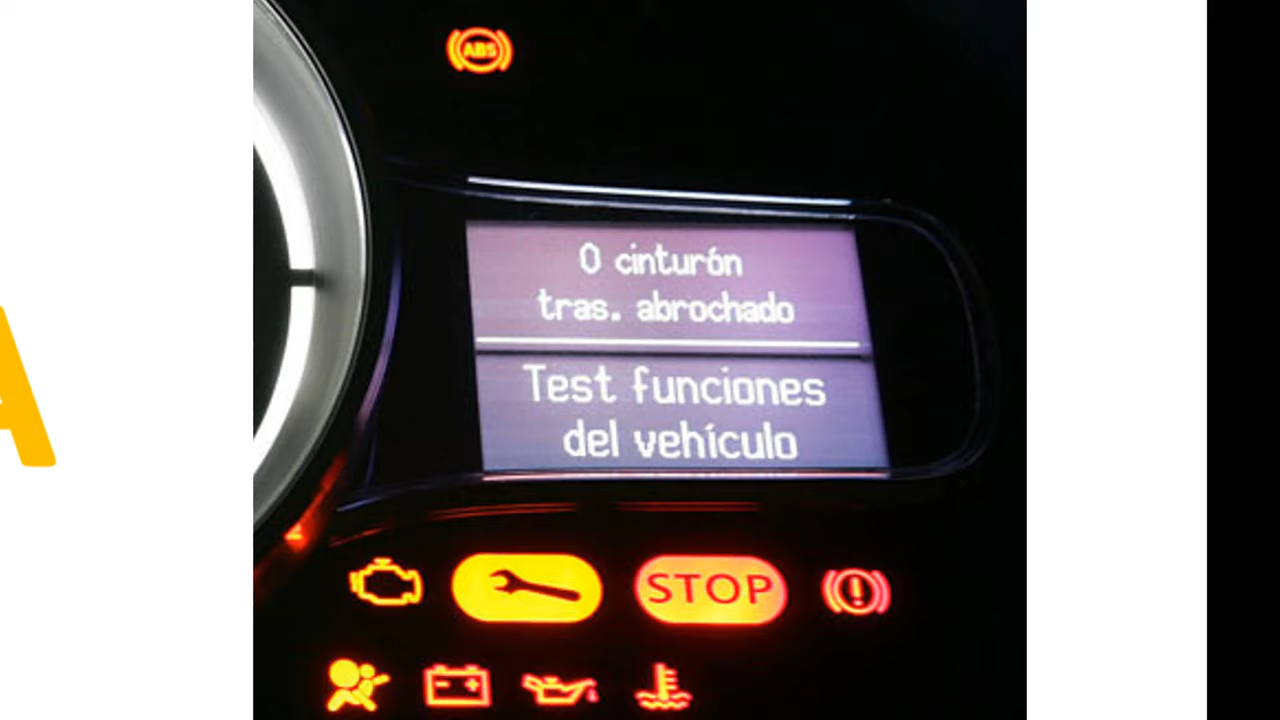 A
ABS
0 cinturón
tras. abrochado
Test funciones
del vehículo
STOP